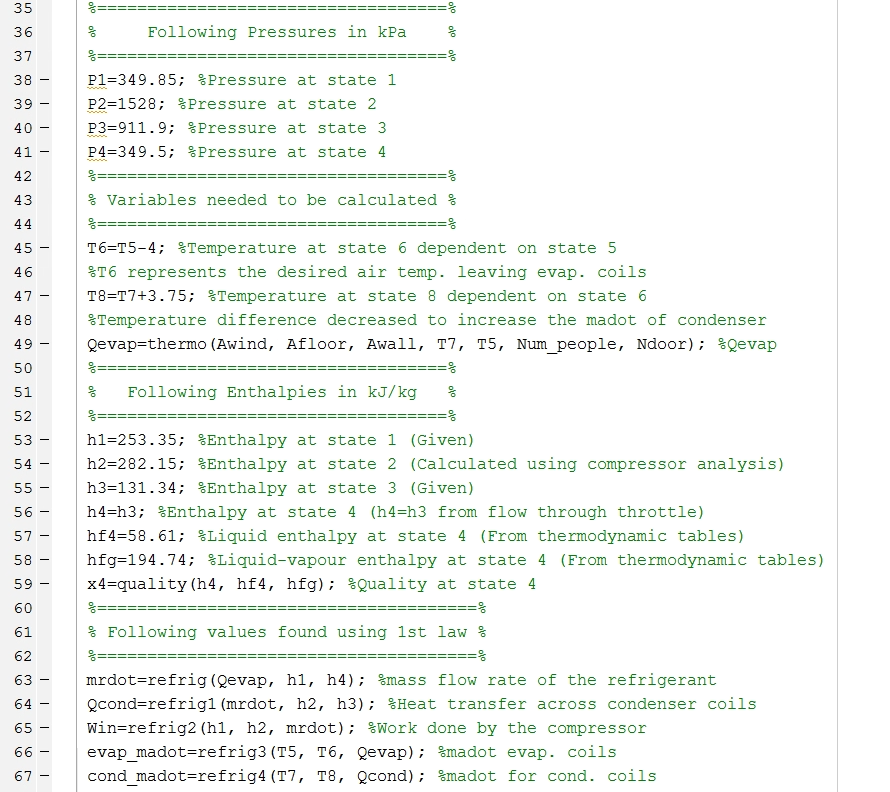 35 %===================================%
36 % Following Pressures in kPa %
37 %===================================%
38 - P1=349.85; %Pressure at state 1
39 - P2=1528; %Pressure at state 2
40 - P3=911.9; %Pressure at state 3
41 - P4=349.5; %Pressure at state 4
42 %===================================%
43 % Variables needed to be calculated %
44 %===================================%
45 - T6=T5-4; %Temperature at state 6 dependent on state 5
46 %T6 represents the desired air temp. leaving evap. coils
47 - T8=T7+3.75; %Temperature at state 8 dependent on state 6
48 %Temperature difference decreased to increase the madot of condenser
49 - Qevap=thermo(Awind, Afloor, Awall, T7, T5, Num_people, Ndoor); %Qevap
50 %===================================%
51 % Following Enthalpies in kJ/kg %
52 %===================================%
53 - h1=253.35; %Enthalpy at state 1 (Given)
54 - h2=282.15; %Enthalpy at state 2 (Calculated using compressor analysis)
55 - h3=131.34; %Enthalpy at state 3 (Given)
56 - h4=h3; %Enthalpy at state 4 (h4=h3 from flow through throttle)
57 - hf4=58.61; %Liquid enthalpy at state 4 (From thermodynamic tables)
58 - hfg=194.74; %Liquid-vapour enthalpy at state 4 (From thermodynamic tables)
59 - x4=quality(h4, hf4, hfg); %Quality at state 4
60 %======================================%
61 % Following values found using 1st law %
62 %======================================%
63 - mrdot=refrig(Qevap, h1, h4); %mass flow rate of the refrigerant
64 - Qcond=refrig1(mrdot, h2, h3); %Heat transfer across condenser coils
65 - Win=refrig2(h1, h2, mrdot); %Work done by the compressor
66 - evap_madot=refrig3(T5, T6, Qevap); %madot evap. coils
67 - cond_madot=refrig4(T7, T8, Qcond); %madot for cond. coils